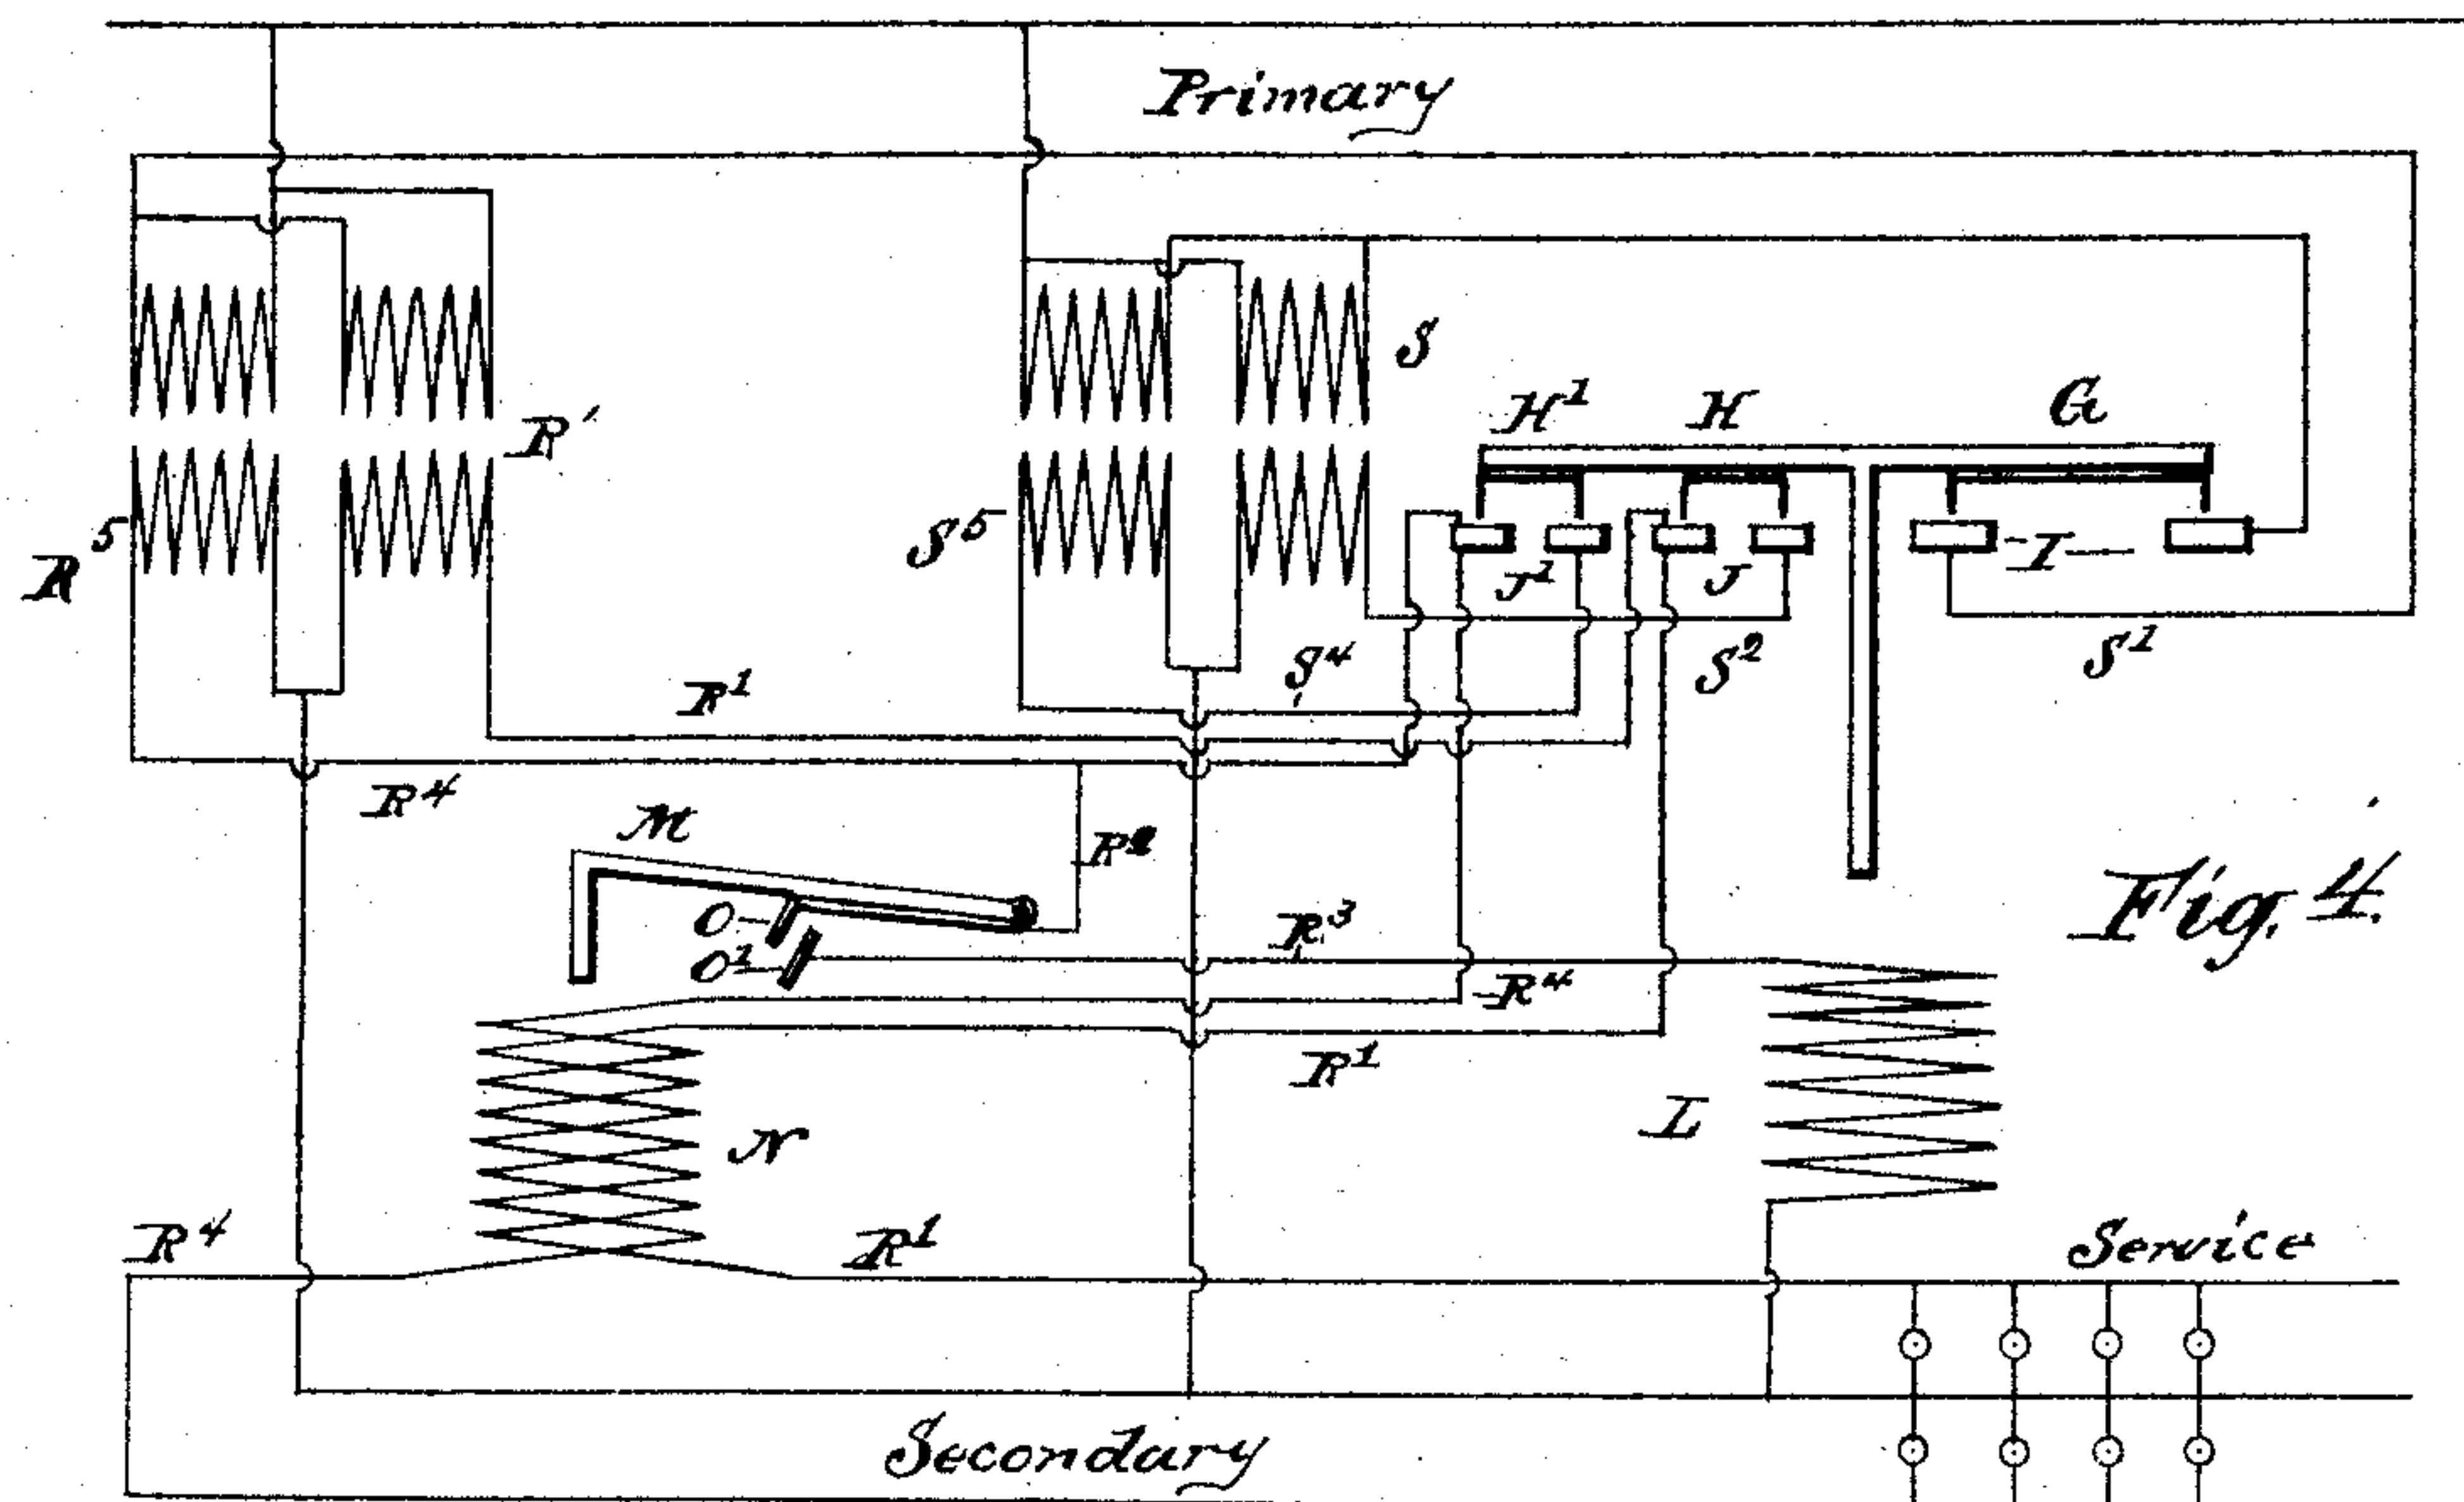 Primary
S
H¹ H G
R'
R⁵
S⁵
J¹ J I
S⁴ S² S¹
R¹
R⁴
M
R²
O
O¹
R³
R⁴
R¹
Fig. 4.
N
L
R⁴ R¹
Service
Secondary